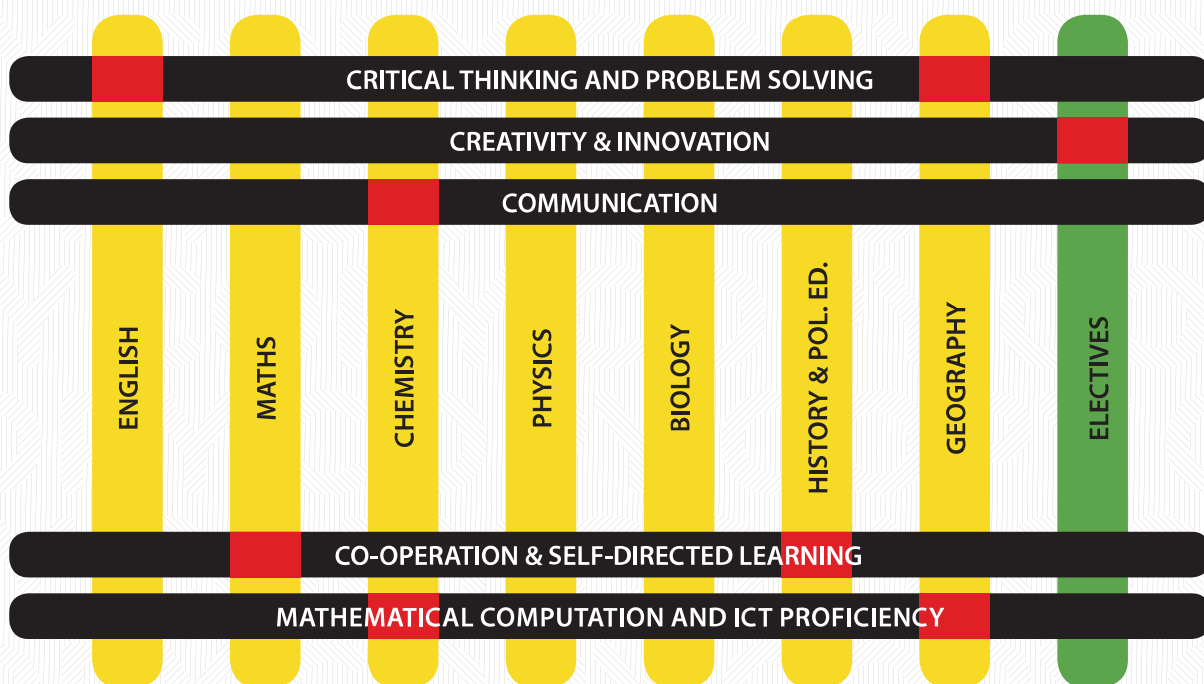 CRITICAL THINKING AND PROBLEM SOLVING
CREATIVITY & INNOVATION
COMMUNICATION
ENGLISH
MATHS
CHEMISTRY
PHYSICS
BIOLOGY
HISTORY & POL. ED.
GEOGRAPHY
ELECTIVES
CO-OPERATION & SELF-DIRECTED LEARNING
MATHEMATICAL COMPUTATION AND ICT PROFICIENCY